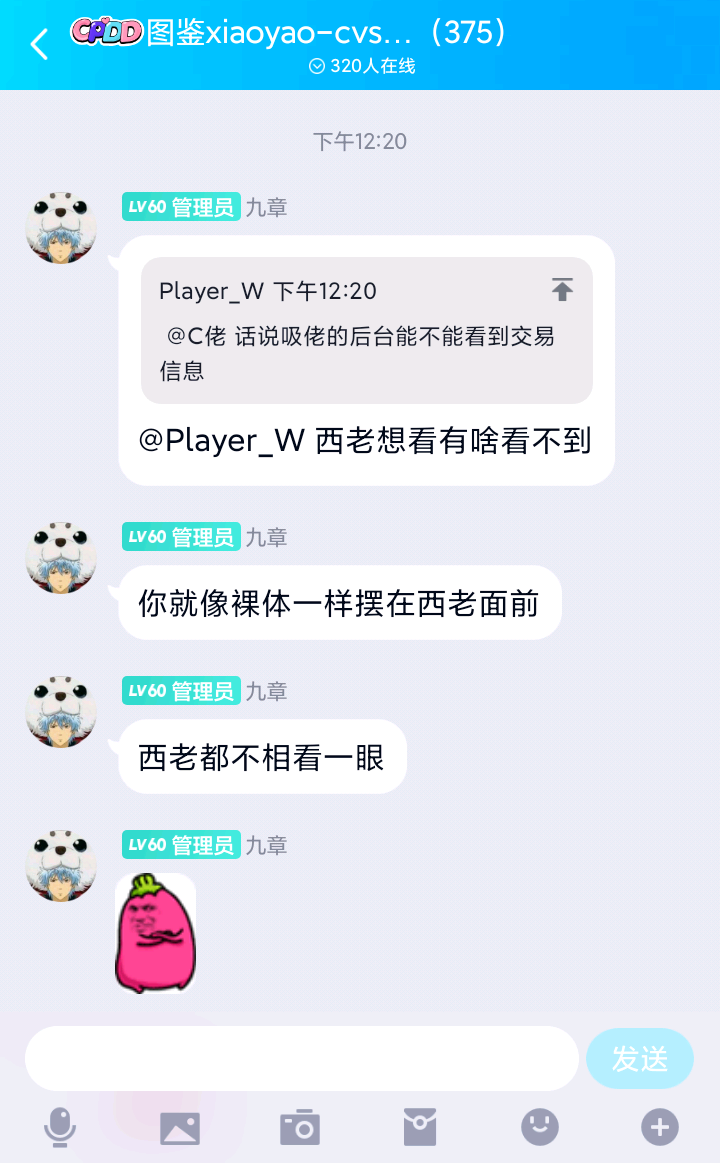 CPDD图鉴xiaoyao-cvs...（375）
320人在线
下午12:20
LV60 管理员 九章
Player_W 下午12:20
@C佬 话说吸佬的后台能不能看到交易
信息
@Player_W 西老想看有啥看不到
LV60 管理员 九章
你就像裸体一样摆在西老面前
LV60 管理员 九章
西老都不相看一眼
LV60 管理员 九章
发送